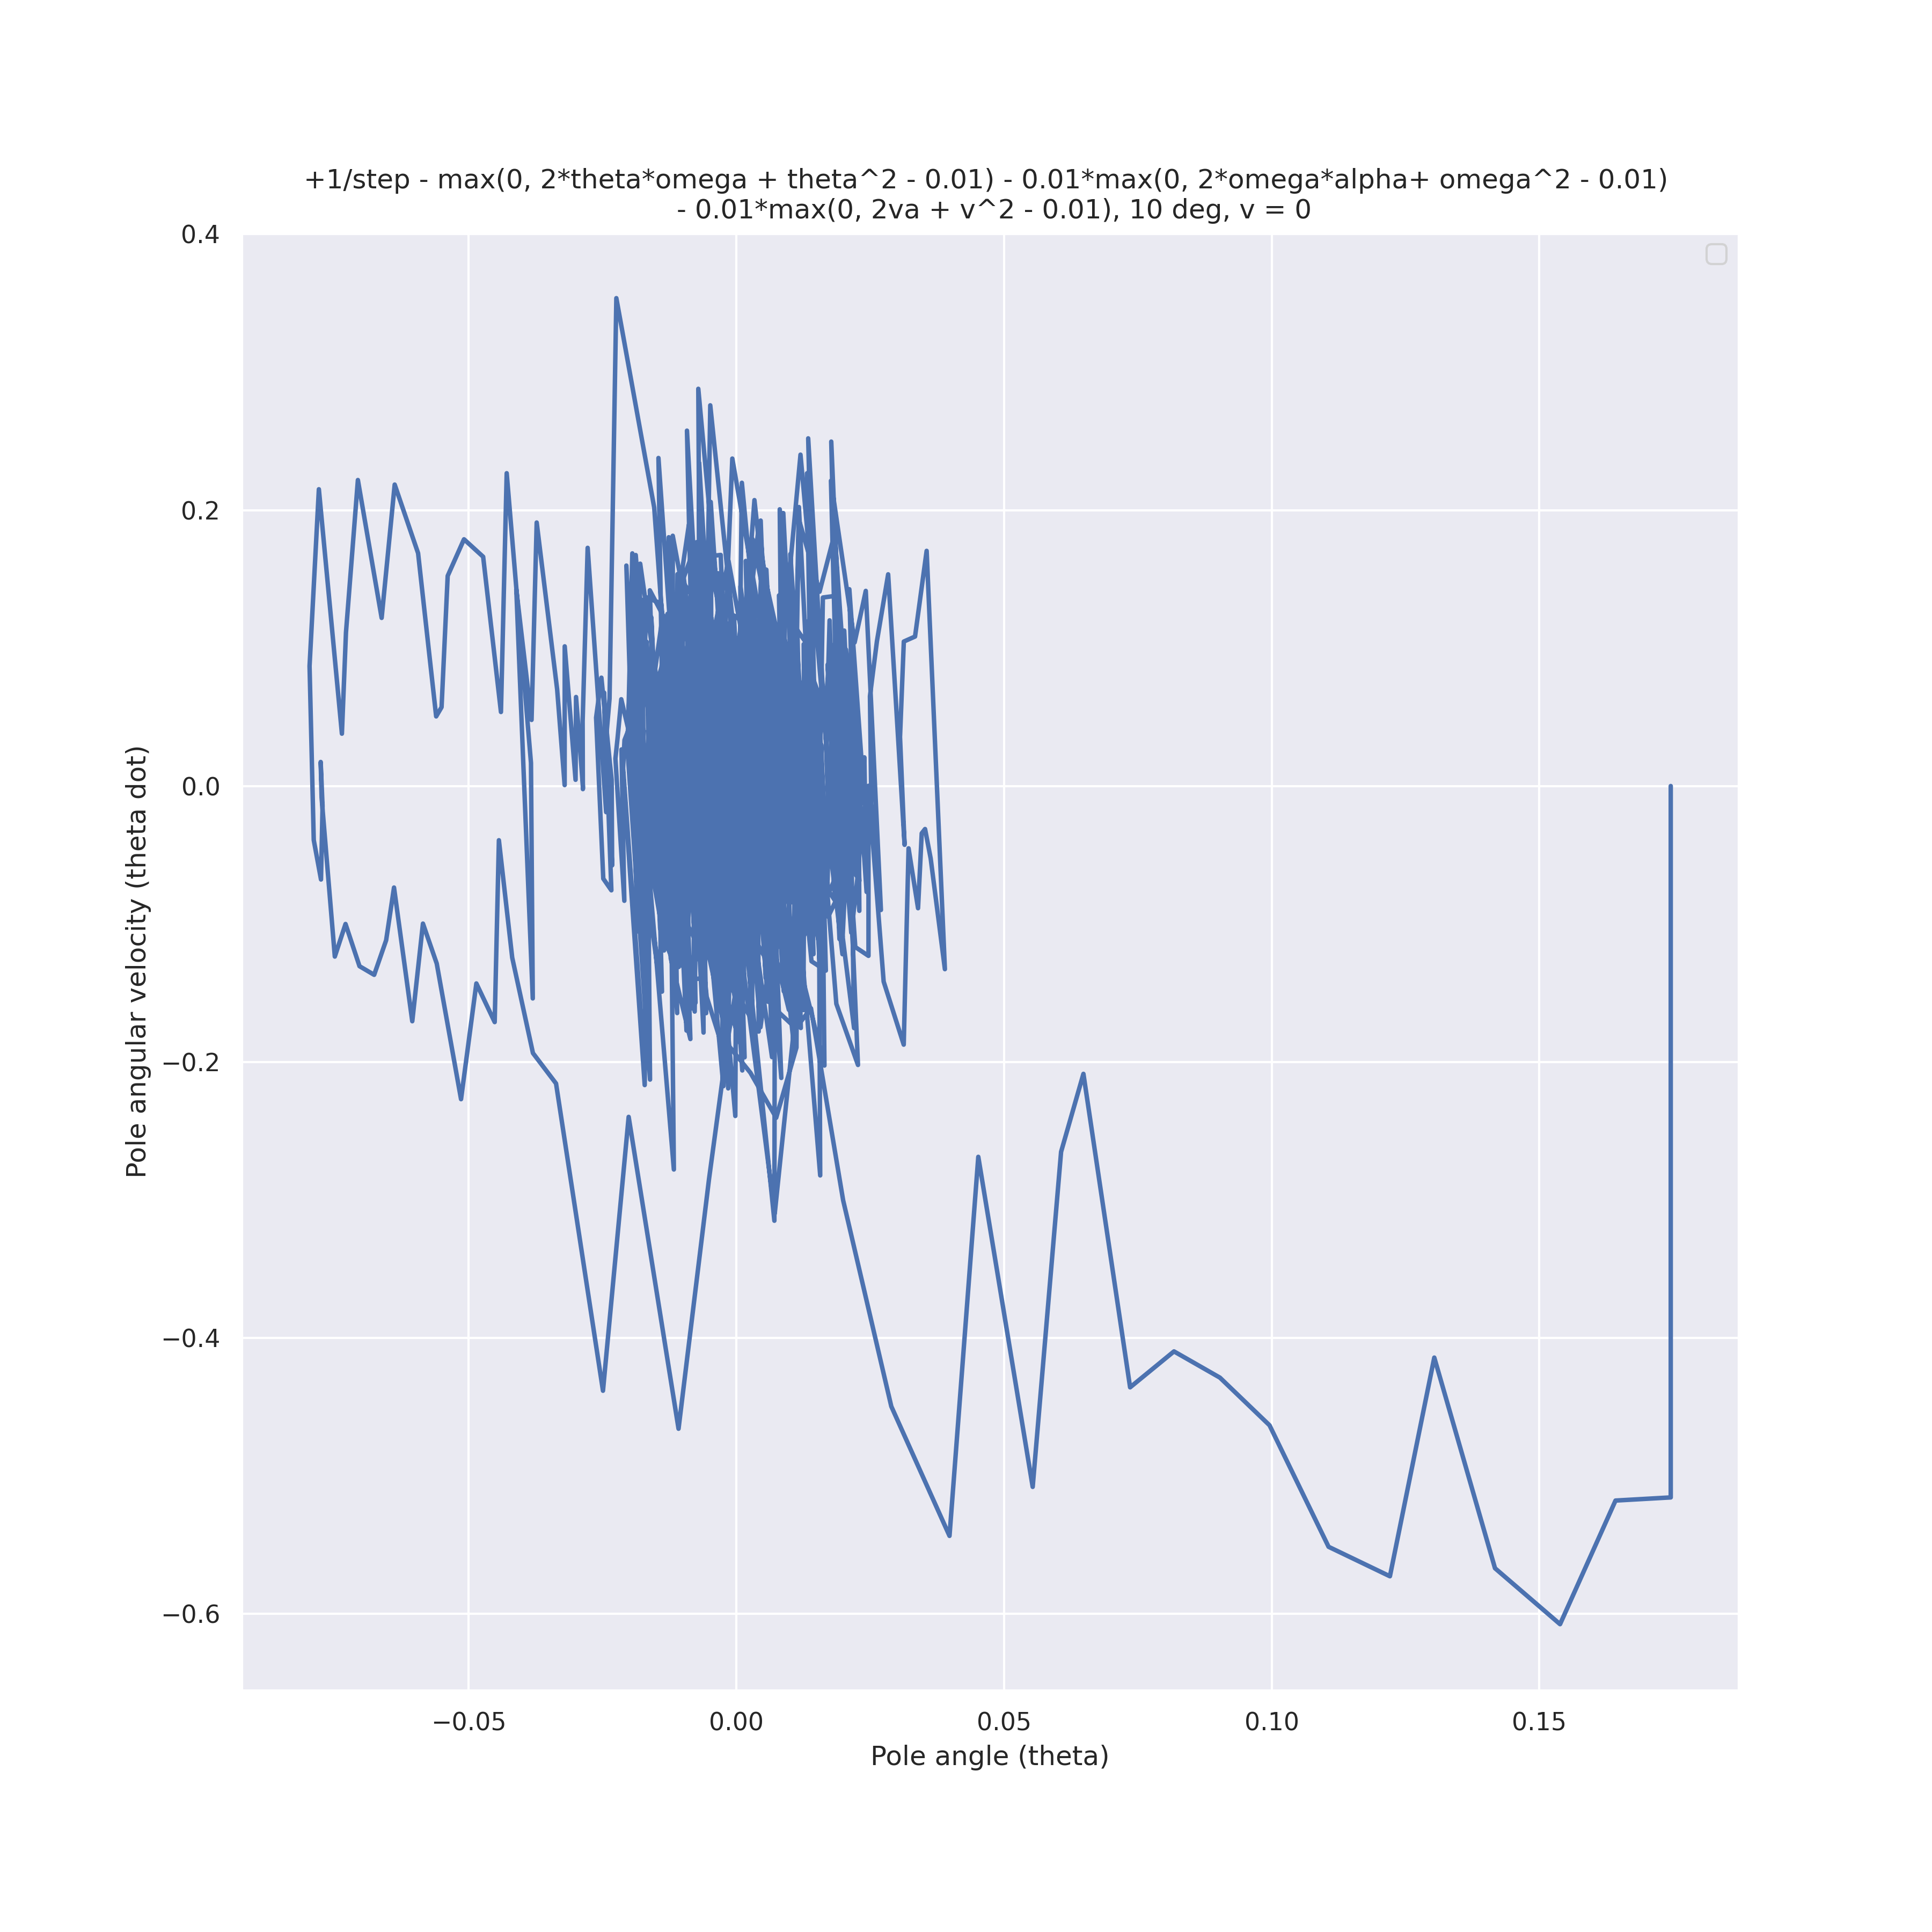 +1/step - max(0, 2*theta*omega + theta^2 - 0.01) - 0.01*max(0, 2*omega*alpha+ omega^2 - 0.01)
- 0.01*max(0, 2va + v^2 - 0.01), 10 deg, v = 0
0.4
0.2
0.0
−0.2
−0.4
−0.6
Pole angular velocity (theta dot)
−0.05
0.00
0.05
0.10
0.15
Pole angle (theta)